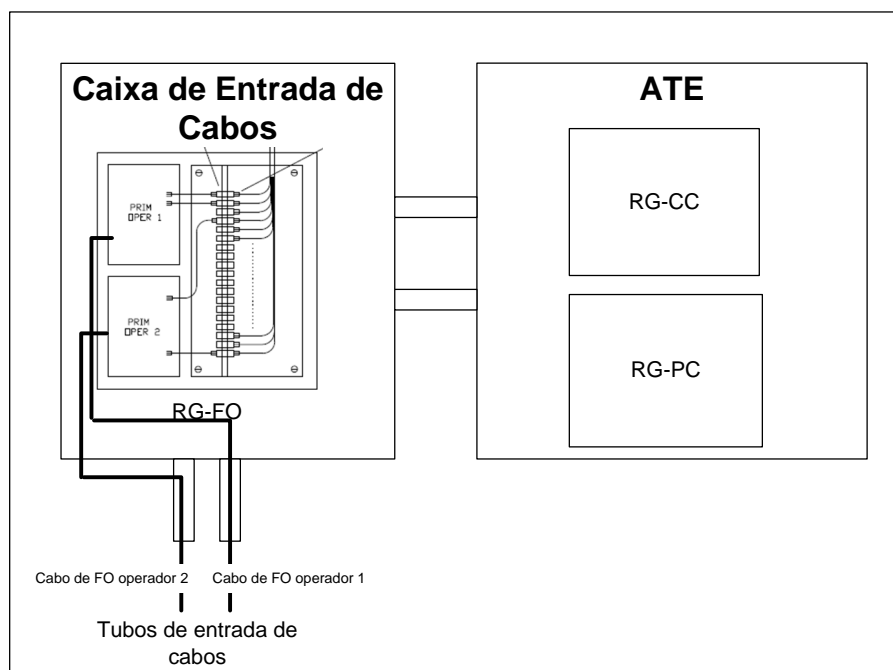 Caixa de Entrada de
Cabos
ATE
PRIM
OPER 1
PRIM
OPER 2
RG-FO
RG-CC
RG-PC
Cabo de FO operador 2
Cabo de FO operador 1
Tubos de entrada de
cabos